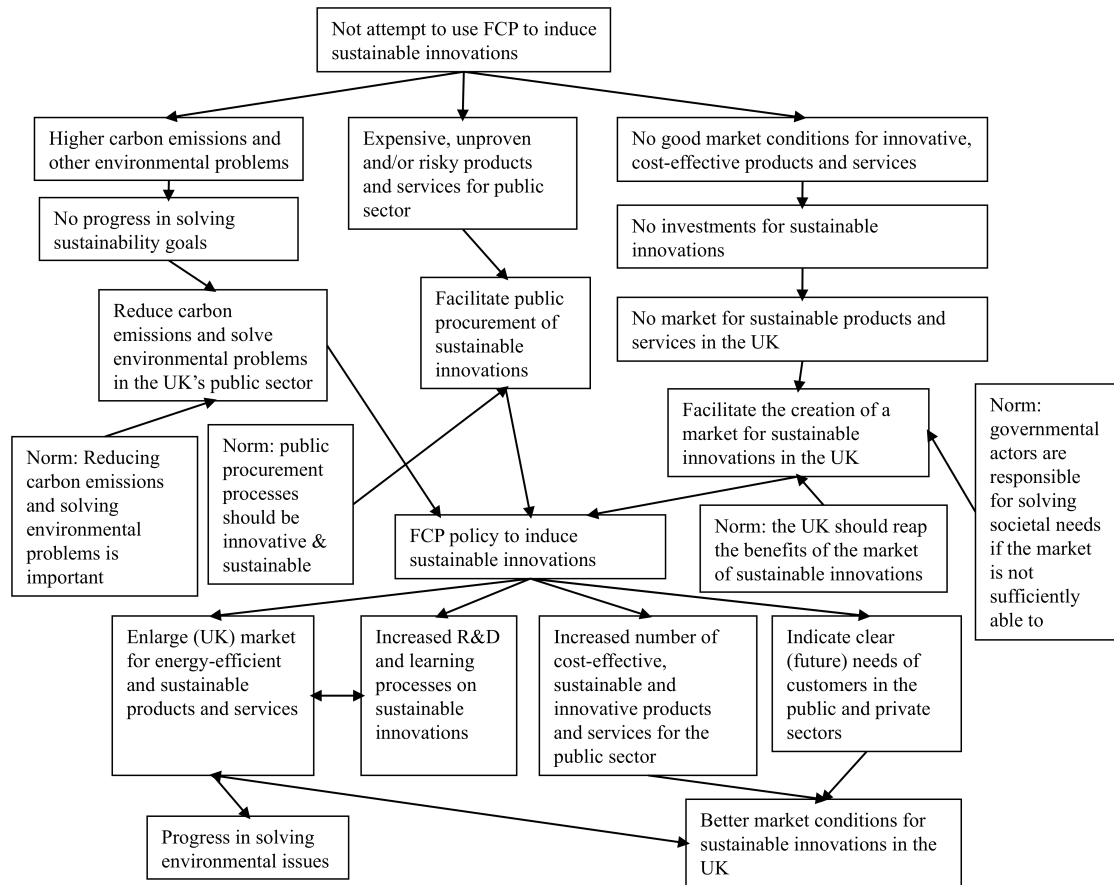 Not attempt to use FCP to induce
sustainable innovations
Higher carbon emissions and
other environmental problems
Expensive, unproven
and/or risky products
and services for public
sector
No good market conditions for innovative,
cost-effective products and services
No progress in solving
sustainability goals
No investments for sustainable
innovations
Reduce carbon
emissions and solve
environmental problems
in the UK's public sector
Facilitate public
procurement of
sustainable
innovations
No market for sustainable products and
services in the UK
Facilitate the creation of a
market for sustainable
innovations in the UK
Norm:
governmental
actors are
responsible
for solving
societal needs
if the market
is not
sufficiently
able to
Norm: Reducing
carbon emissions
and solving
environmental
problems is
important
Norm: public
procurement
processes
should be
innovative &
sustainable
FCP policy to induce
sustainable innovations
Norm: the UK should reap
the benefits of the market
of sustainable innovations
Enlarge (UK) market
for energy-efficient
and sustainable
products and services
Increased R&D
and learning
processes on
sustainable
innovations
Increased number of
cost-effective,
sustainable and
innovative products
and services for the
public sector
Indicate clear
(future) needs of
customers in the
public and private
sectors
Progress in solving
environmental issues
Better market conditions for
sustainable innovations in the
UK